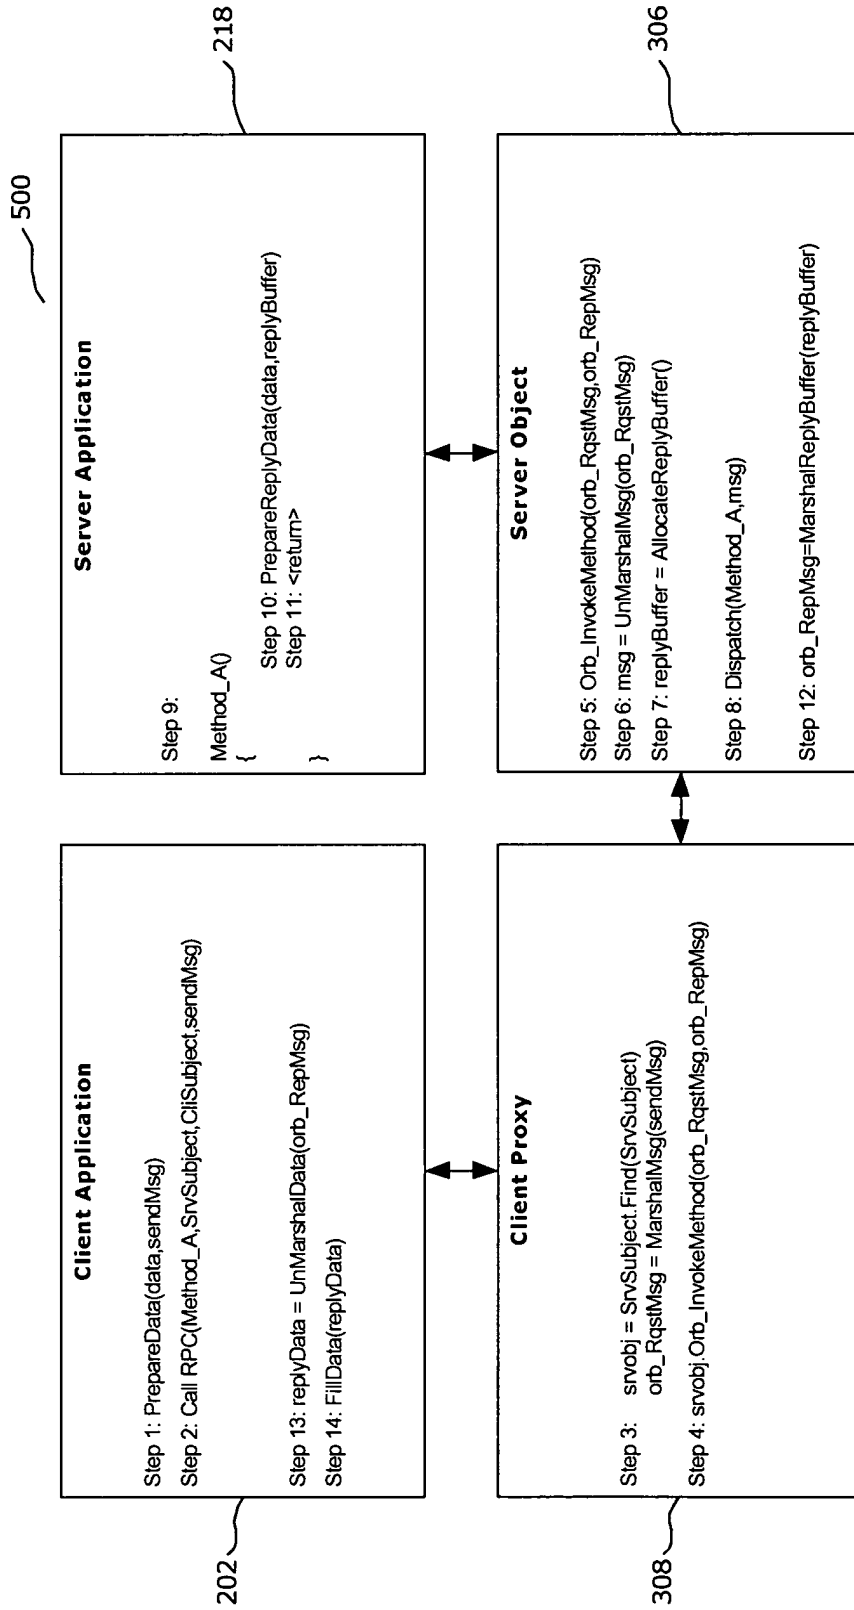 500
Client Application
Step 1: PrepareData(data,sendMsg)
Step 2: Call RPC(Method_A,SrvSubject,CliSubject,sendMsg)
Step 13: replyData = UnMarshalData(orb_RepMsg)
Step 14: FillData(replyData)
202
Server Application
Step 9:
Method_A()
{
Step 10: PrepareReplyData(data,replyBuffer)
Step 11: <return>
}
218
Client Proxy
Step 3: srvobj = SrvSubject.Find(SrvSubject)
orb_RqstMsg = MarshalMsg(sendMsg)
Step 4: srvobj.Orb_InvokeMethod(orb_RqstMsg,orb_RepMsg)
308
Server Object
Step 5: Orb_InvokeMethod(orb_RqstMsg,orb_RepMsg)
Step 6: msg = UnMarshalMsg(orb_RqstMsg)
Step 7: replyBuffer = AllocateReplyBuffer()
Step 8: Dispatch(Method_A,msg)
Step 12: orb_RepMsg=MarshalReplyBuffer(replyBuffer)
306